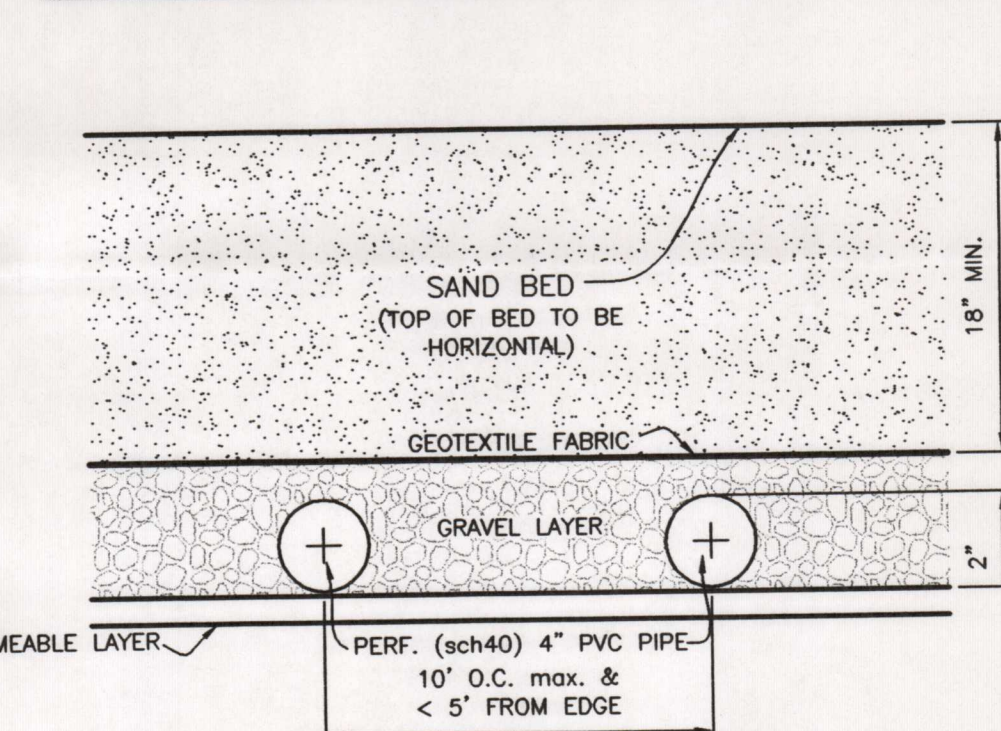 SAND BED
(TOP OF BED TO BE
HORIZONTAL)
18" MIN.
GEOTEXTILE FABRIC
GRAVEL LAYER
2"
MEABLE LAYER
PERF. (sch40) 4" PVC PIPE
10' O.C. max. &
< 5' FROM EDGE